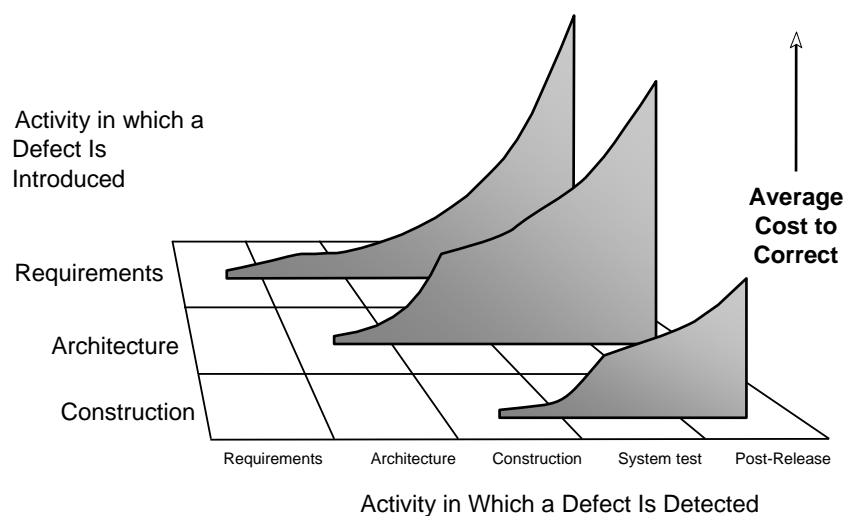 Activity in which a
Defect Is
Introduced
Average
Cost to
Correct
Requirements
Architecture
Construction
Requirements
Architecture
Construction
System test
Post-Release
Activity in Which a Defect Is Detected